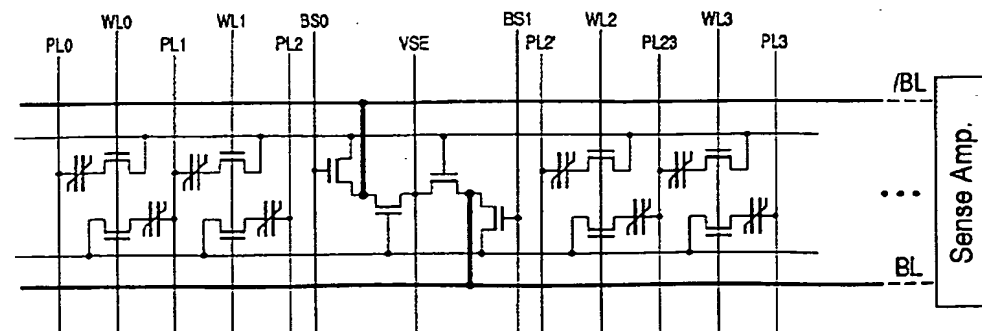 WL0 WL1 BS0 BS1 WL2 WL3
PL0 PL1 PL2 VSE PL2' PL23 PL3
/BL
BL
Sense Amp.